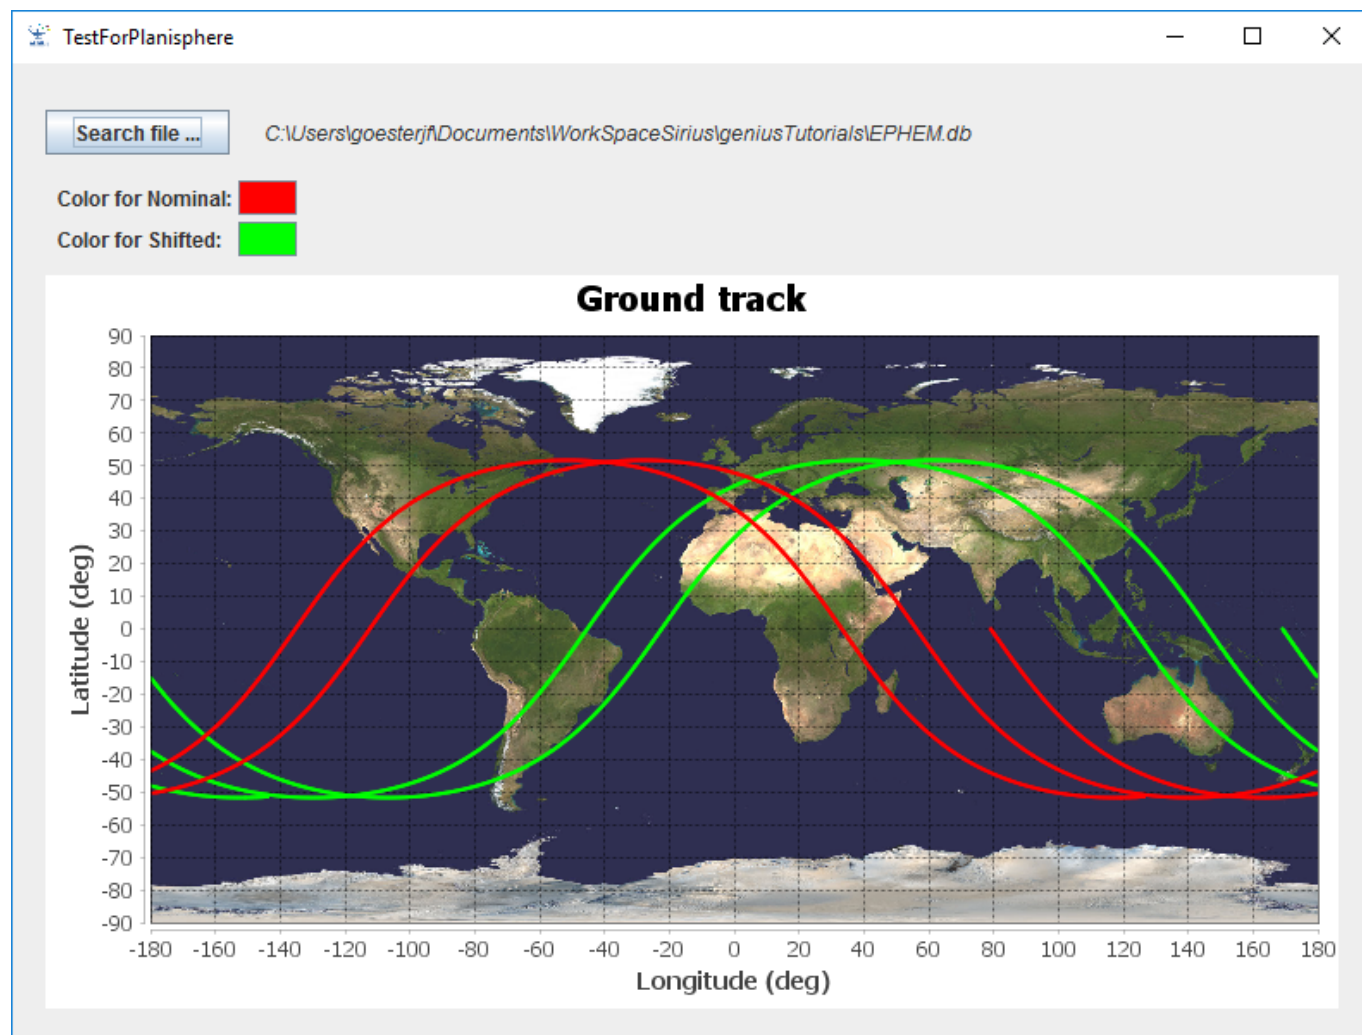 TestForPlanisphere
Search file ... C:\Users\goesterjf\Documents\WorkSpaceSirius\geniusTutorials\EPHEM.db
Color for Nominal:
Color for Shifted:
Ground track
90
80
70
60
50
40
30
20
10
0
-10
-20
-30
-40
-50
-60
-70
-80
-90
Latitude (deg)
-180 -160 -140 -120 -100 -80 -60 -40 -20 0 20 40 60 80 100 120 140 160 180
Longitude (deg)